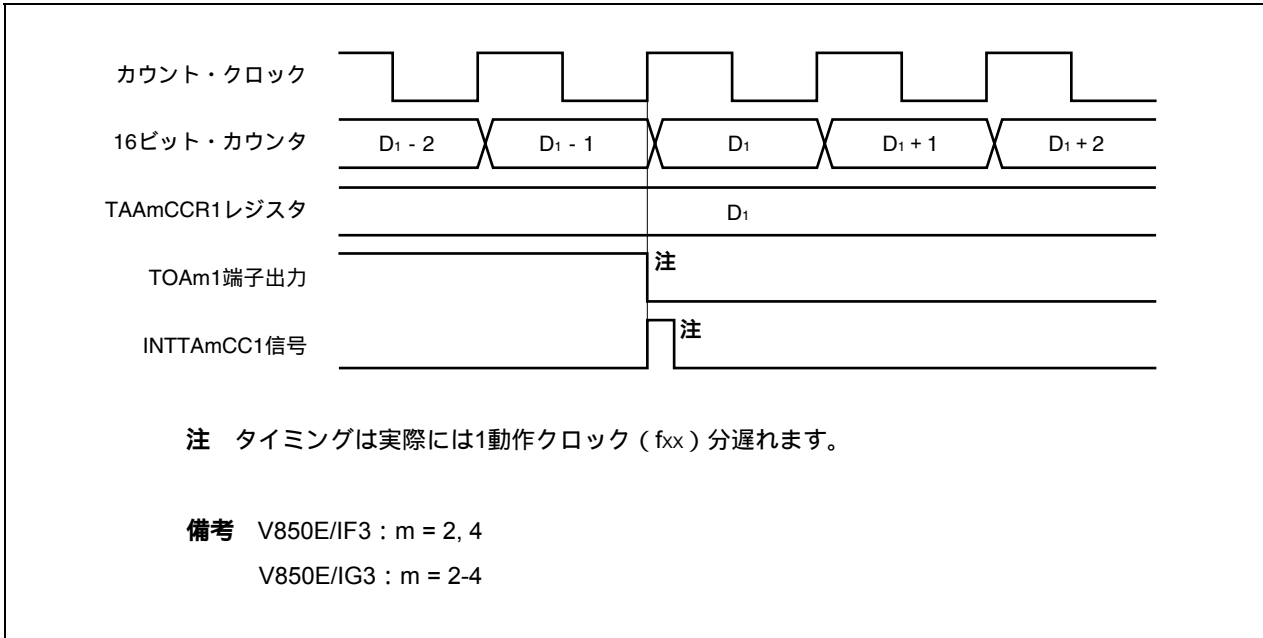 カウント・クロック
16ビット・カウンタ D₁ - 2 D₁ - 1 D₁ D₁ + 1 D₁ + 2
TAAmCCR1レジスタ D₁
TOAm1端子出力 注
INTTAmCC1信号 注
注 タイミングは実際には1動作クロック（fxx）分遅れます。
備考 V850E/IF3：m = 2, 4
V850E/IG3：m = 2-4